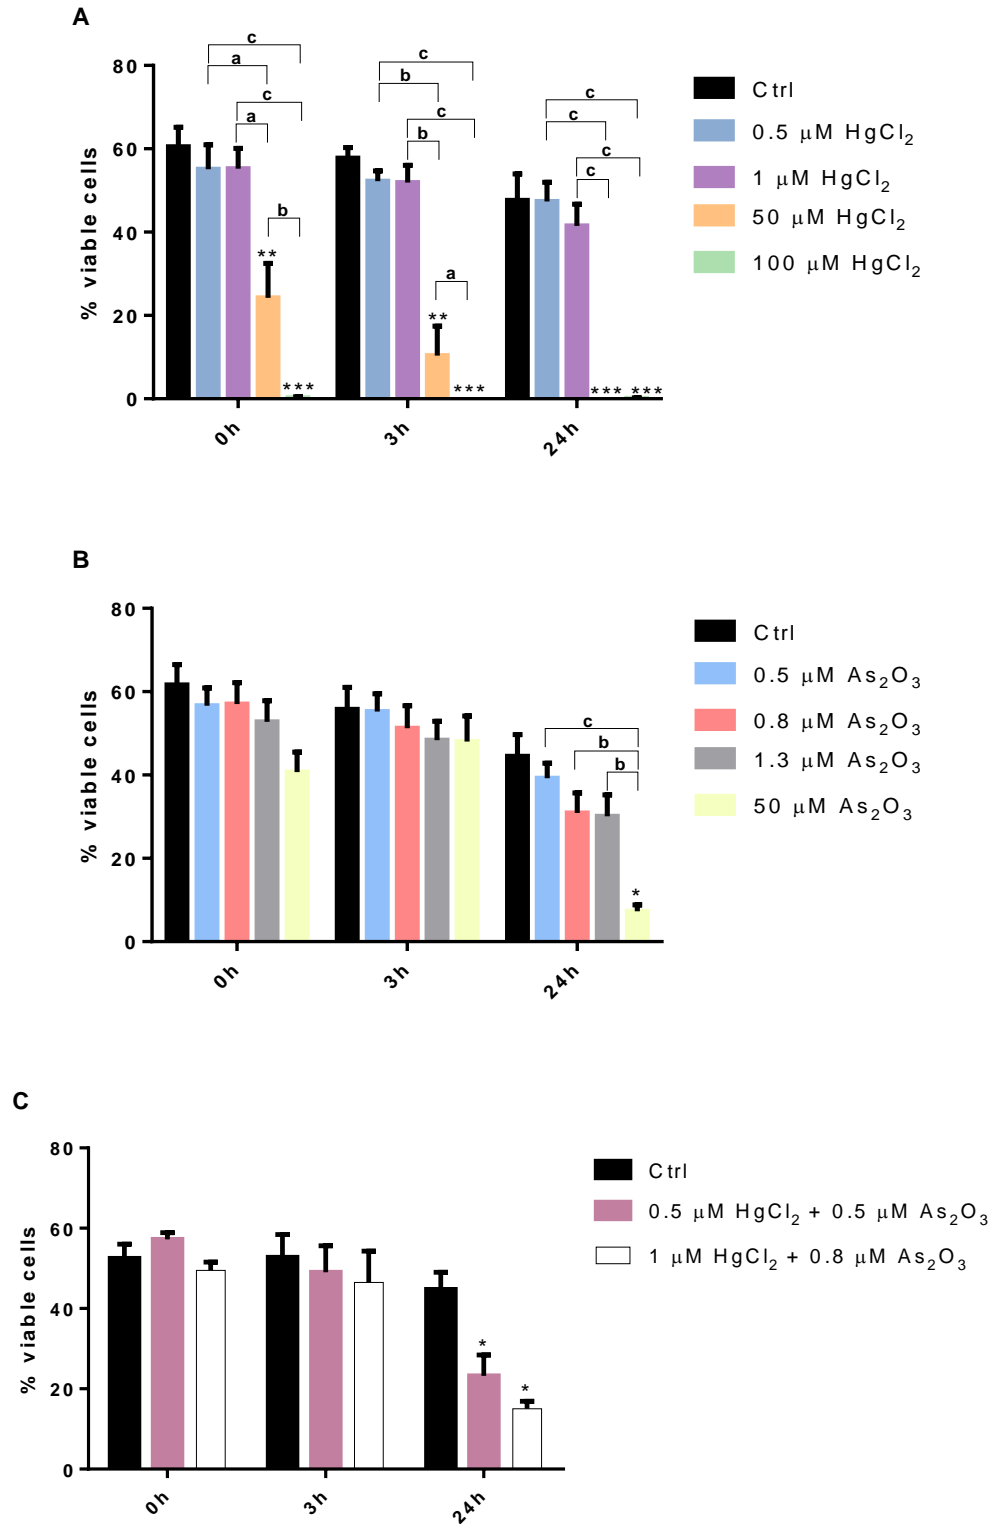 A
c
a
c
a
b
c
b
c
b
a
c
c
c
c
80
60
40
20
0
% viable cells
**
***
**
***
*** ***
0h
3h
24h
Ctrl
0.5 μM HgCl₂
1 μM HgCl₂
50 μM HgCl₂
100 μM HgCl₂
B
80
60
40
20
0
% viable cells
c
b
b
*
0h
3h
24h
Ctrl
0.5 μM As₂O₃
0.8 μM As₂O₃
1.3 μM As₂O₃
50 μM As₂O₃
C
80
60
40
20
0
% viable cells
*
*
0h
3h
24h
Ctrl
0.5 μM HgCl₂ + 0.5 μM As₂O₃
1 μM HgCl₂ + 0.8 μM As₂O₃